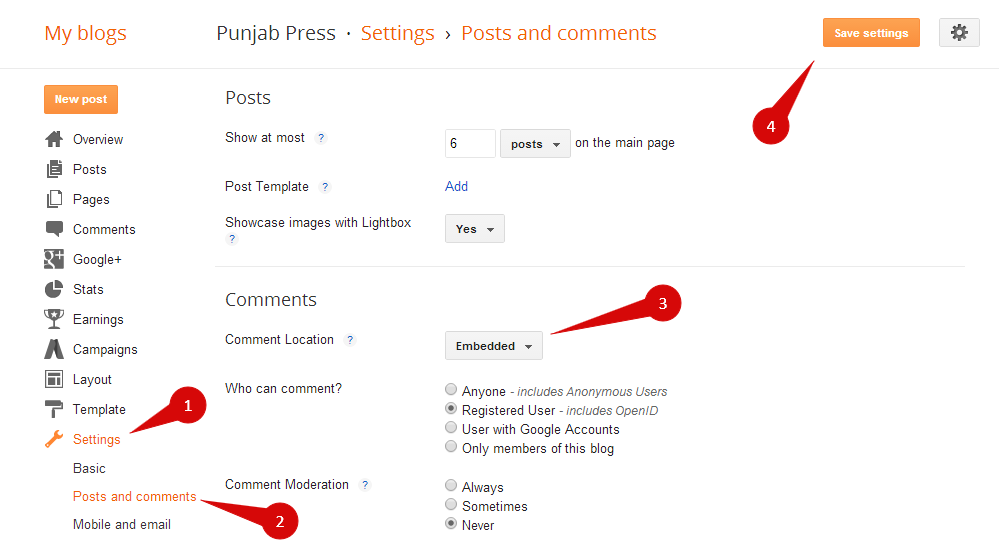 My blogs
Punjab Press · Settings › Posts and comments
Save settings
4
New post
Overview
Posts
Pages
Comments
Google+
Stats
Earnings
Campaigns
Layout
Template
Settings
1
Basic
Posts and comments
2
Mobile and email
Posts
Show at most ? 6 posts on the main page
Post Template ? Add
Showcase images with Lightbox
? Yes
Comments
3
Comment Location ? Embedded
Who can comment? Anyone - includes Anonymous Users
Registered User - includes OpenID
User with Google Accounts
Only members of this blog
Comment Moderation ? Always
Sometimes
Never